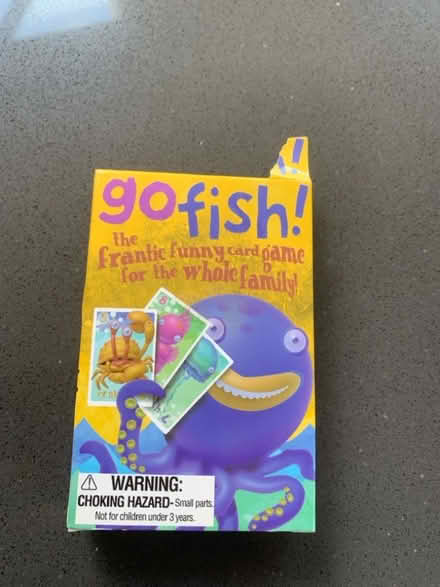 go fish!
the
frantic funny card game
for the whole family!
8
WARNING:
CHOKING HAZARD- Small parts.
Not for children under 3 years.